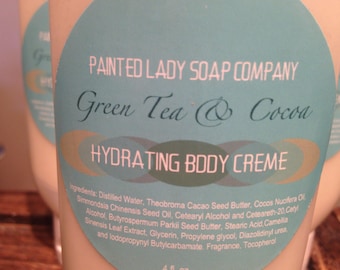 PAINTED LADY SOAP COMPANY
Green Tea & Cocoa
HYDRATING BODY CREME
Ingredients: Distilled Water, Theobroma Cacao Seed Butter, Cocos Nucifera Oil,
Simmondsia Chinensis Seed Oil, Cetearyl Alcohol and Ceteareth-20, Cetyl
Alcohol, Butyrospermum Parkii Seed Butter, Stearic Acid, Camellia
Sinensis Leaf Extract, Glycerin, Propylene glycol, Diazolidinyl urea,
and Iodopropynyl Butylcarbamate. Fragrance, Tocopherol